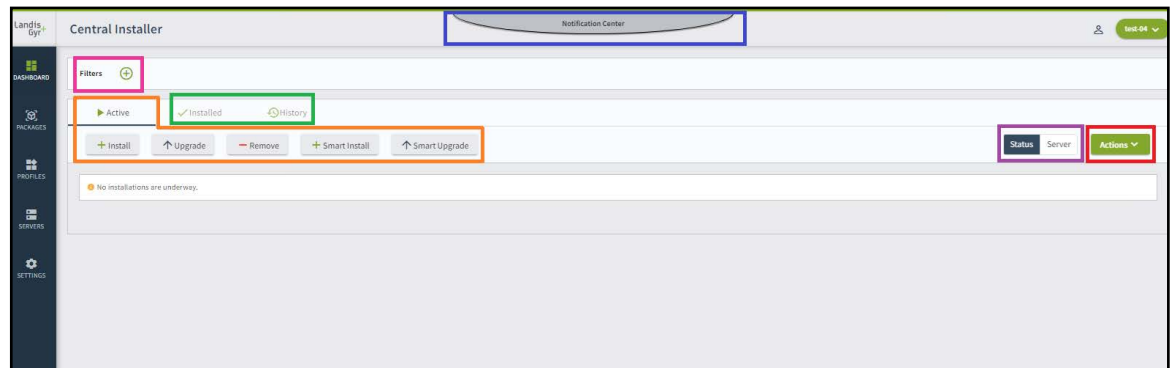 Landis
Gyr+
Central Installer
Notification Center
test-04
DASHBOARD
Filters
PACKAGES
Active
Installed
History
Install
Upgrade
Remove
Smart Install
Smart Upgrade
Status
Server
Actions
PROFILES
No installations are underway.
SERVERS
SETTINGS